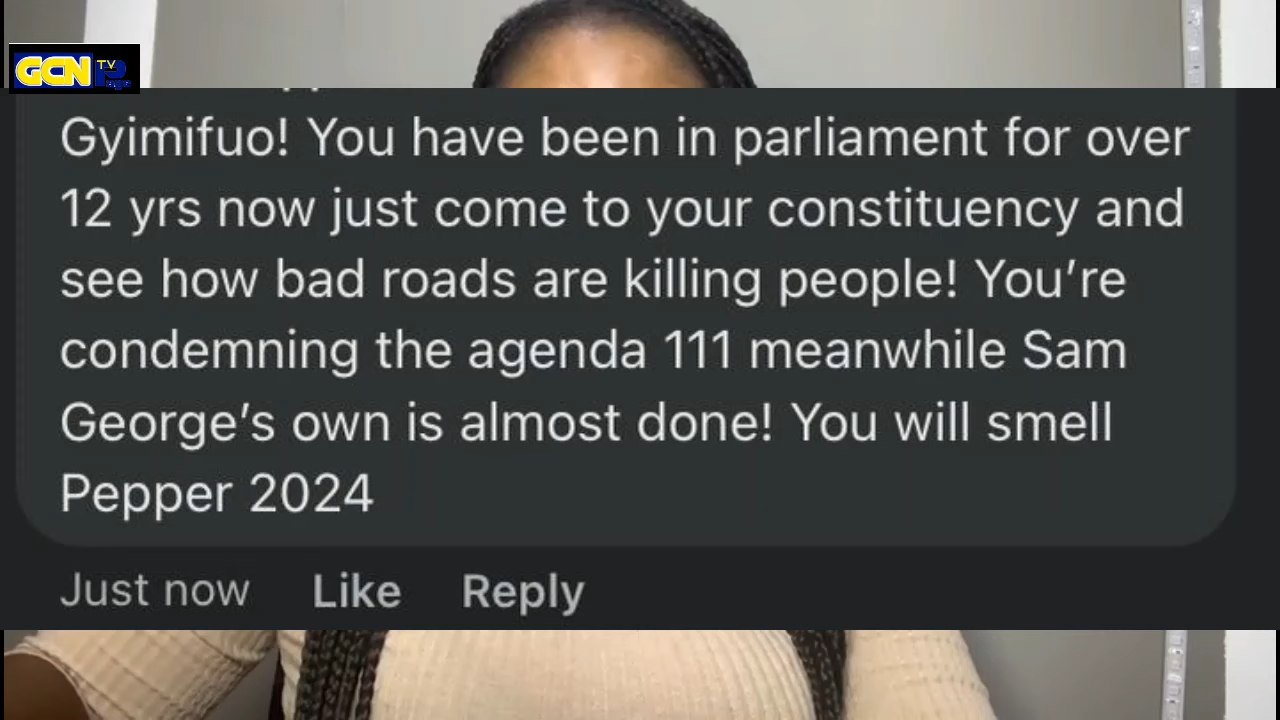 GCN TV
Gyimifuo! You have been in parliament for over
12 yrs now just come to your constituency and
see how bad roads are killing people! You're
condemning the agenda 111 meanwhile Sam
George's own is almost done! You will smell
Pepper 2024
Just now Like Reply